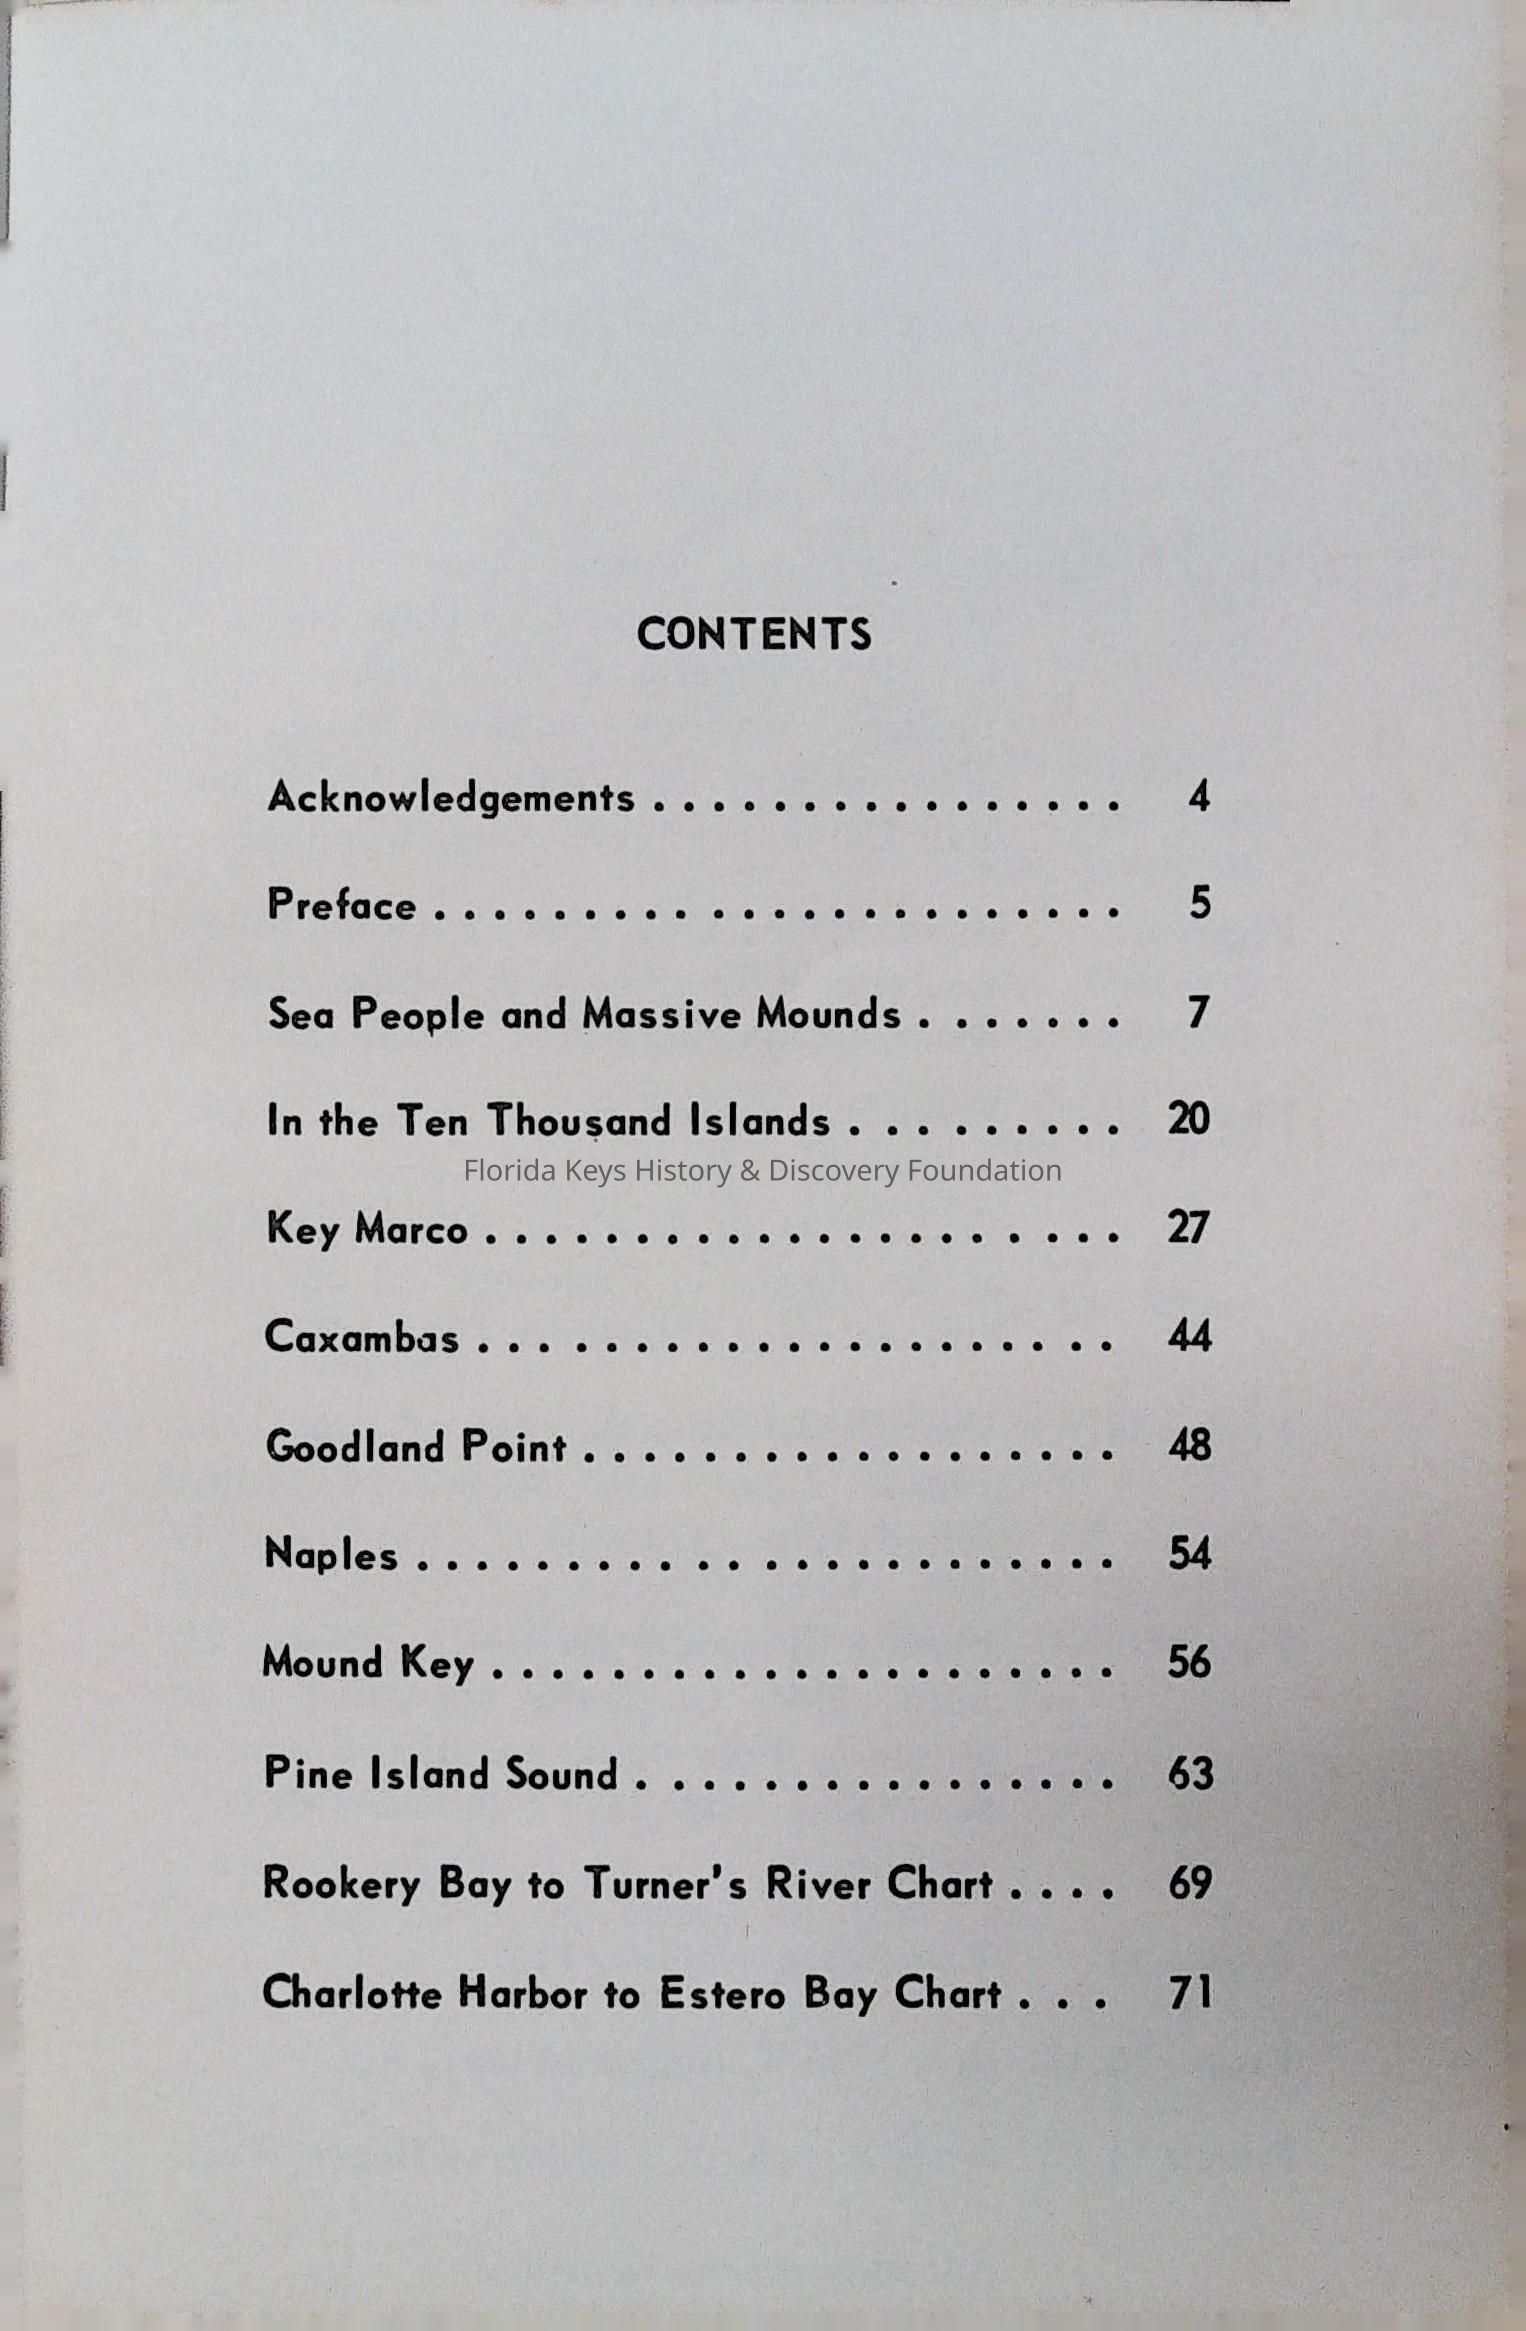 CONTENTS
Acknowledgements . . . . . . . . . . . . . . . . 4
Preface . . . . . . . . . . . . . . . . . . . . . . . 5
Sea People and Massive Mounds . . . . . . . 7
In the Ten Thousand Islands . . . . . . . . . 20
Florida Keys History & Discovery Foundation
Key Marco . . . . . . . . . . . . . . . . . . . . . 27
Caxambas . . . . . . . . . . . . . . . . . . . . . 44
Goodland Point . . . . . . . . . . . . . . . . . . 48
Naples . . . . . . . . . . . . . . . . . . . . . . . 54
Mound Key . . . . . . . . . . . . . . . . . . . . . 56
Pine Island Sound . . . . . . . . . . . . . . . . 63
Rookery Bay to Turner's River Chart . . . . 69
Charlotte Harbor to Estero Bay Chart . . . 71